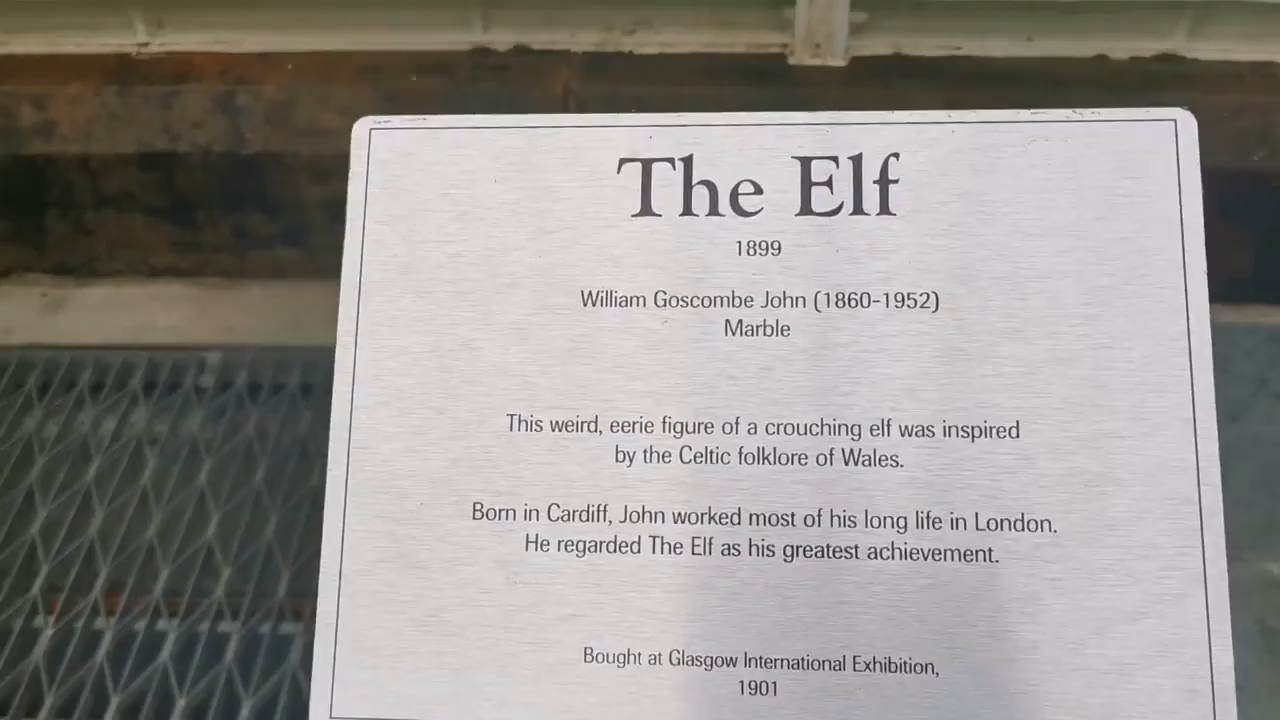 The Elf
1899
William Goscombe John (1860-1952)
Marble
This weird, eerie figure of a crouching elf was inspired
by the Celtic folklore of Wales.
Born in Cardiff, John worked most of his long life in London.
He regarded The Elf as his greatest achievement.
Bought at Glasgow International Exhibition,
1901